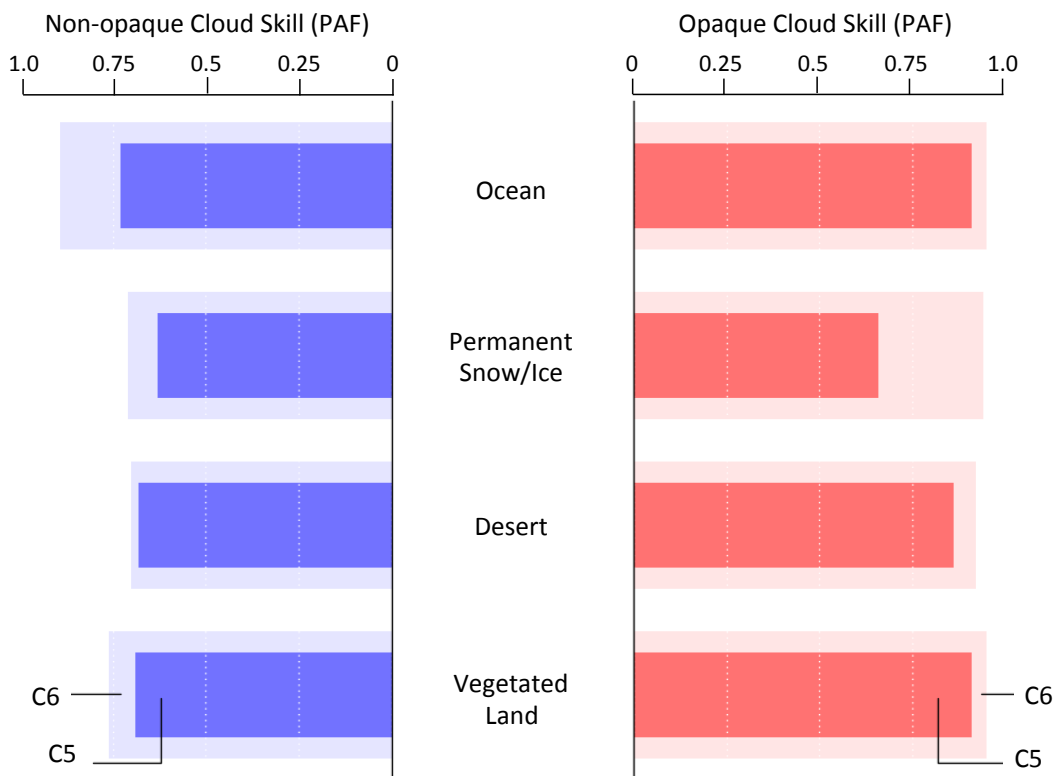 Non-opaque Cloud Skill (PAF)
1.0 0.75 0.5 0.25 0
Opaque Cloud Skill (PAF)
0 0.25 0.5 0.75 1.0
Ocean
Permanent
Snow/Ice
Desert
Vegetated
Land
C6
C5
C6
C5